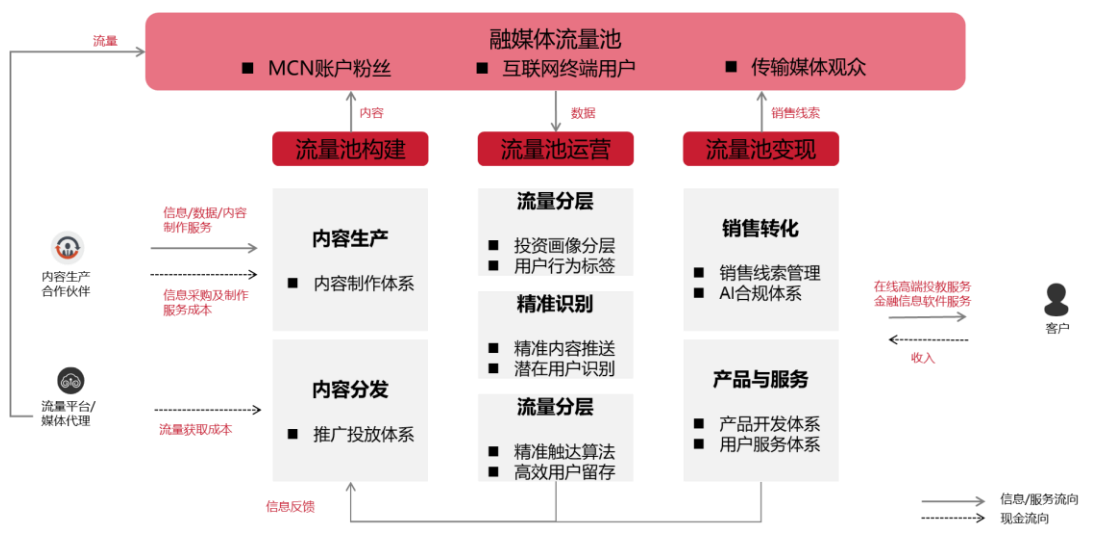 融媒体流量池
■ MCN账户粉丝
■ 互联网终端用户
■ 传输媒体观众
流量
内容
数据
销售线索
流量池构建
流量池运营
流量池变现
信息/数据/内容
制作服务
内容生产
合作伙伴
信息采购及制作
服务成本
流量平台/
媒体代理
流量获取成本
内容生产
■ 内容制作体系
内容分发
■ 推广投放体系
流量分层
■ 投资画像分层
■ 用户行为标签
精准识别
■ 精准内容推送
■ 潜在用户识别
流量分层
■ 精准触达算法
■ 高效用户留存
销售转化
■ 销售线索管理
■ AI合规体系
产品与服务
■ 产品开发体系
■ 用户服务体系
在线高端投教服务
金融信息软件服务
收入
客户
信息反馈
信息/服务流向
现金流向